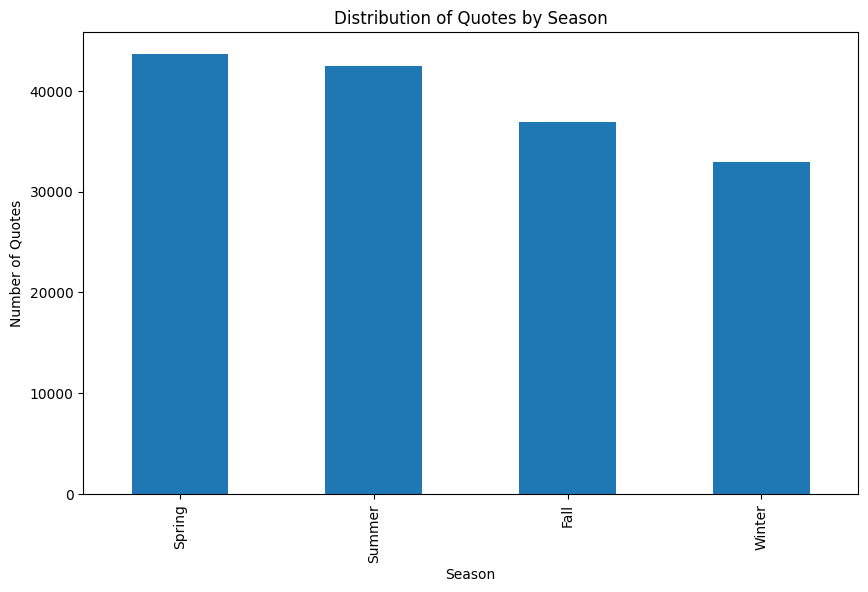 Distribution of Quotes by Season
Number of Quotes
40000
30000
20000
10000
0
Spring
Summer
Fall
Winter
Season